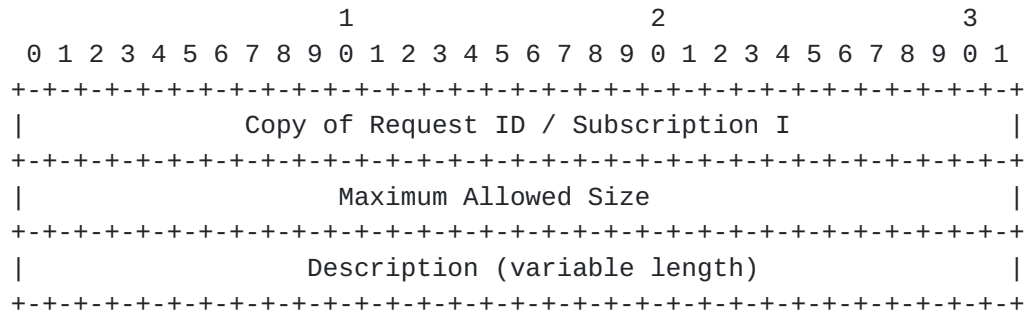 1                   2                   3
 0 1 2 3 4 5 6 7 8 9 0 1 2 3 4 5 6 7 8 9 0 1 2 3 4 5 6 7 8 9 0 1
+-+-+-+-+-+-+-+-+-+-+-+-+-+-+-+-+-+-+-+-+-+-+-+-+-+-+-+-+-+-+-+-+
|              Copy of Request ID / Subscription I              |
+-+-+-+-+-+-+-+-+-+-+-+-+-+-+-+-+-+-+-+-+-+-+-+-+-+-+-+-+-+-+-+-+
|                    Maximum Allowed Size                       |
+-+-+-+-+-+-+-+-+-+-+-+-+-+-+-+-+-+-+-+-+-+-+-+-+-+-+-+-+-+-+-+-+
|                  Description (variable length)                |
+-+-+-+-+-+-+-+-+-+-+-+-+-+-+-+-+-+-+-+-+-+-+-+-+-+-+-+-+-+-+-+-+